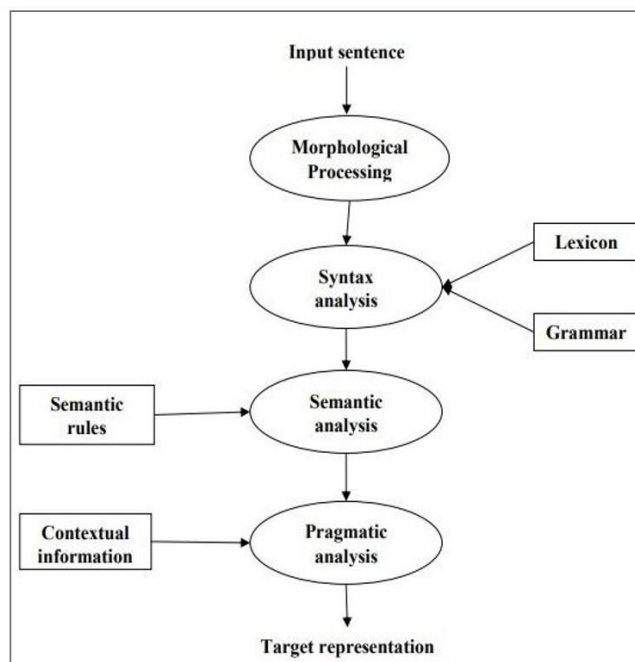 Input sentence
Morphological
Processing
Lexicon
Syntax
analysis
Grammar
Semantic
rules
Semantic
analysis
Contextual
information
Pragmatic
analysis
Target representation